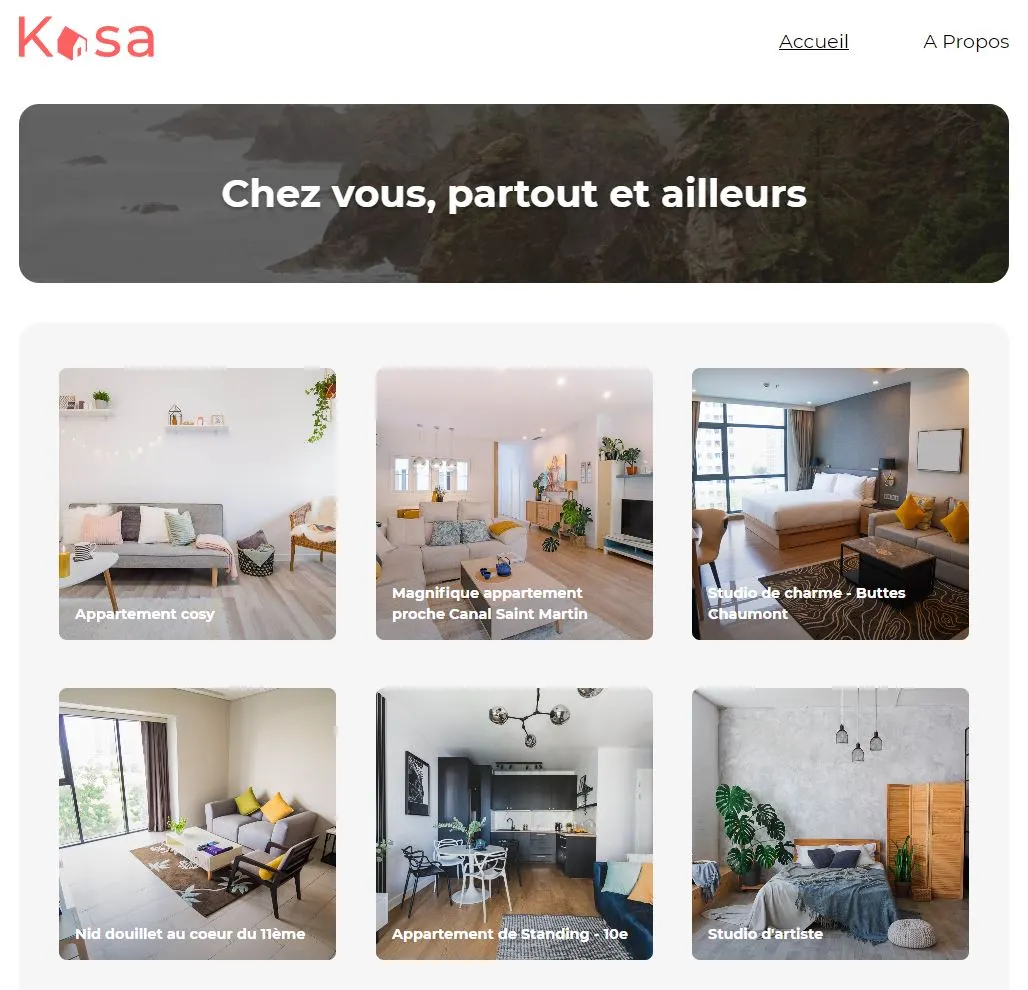 Kasa
Accueil
A Propos
Chez vous, partout et ailleurs
Appartement cosy
Magnifique appartement
proche Canal Saint Martin
Studio de charme - Buttes
Chaumont
Nid douillet au coeur du 11ème
Appartement de Standing - 10e
Studio d'artiste